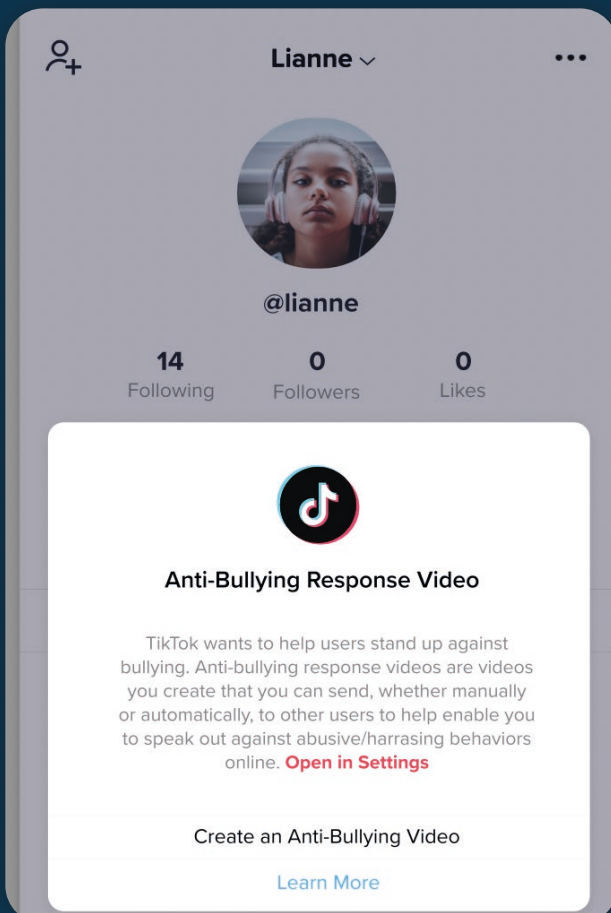 Lianne
@lianne
14 0 0
Following Followers Likes
Anti-Bullying Response Video
TikTok wants to help users stand up against
bullying. Anti-bullying response videos are videos
you create that you can send, whether manually
or automatically, to other users to help enable you
to speak out against abusive/harrasing behaviors
online. Open in Settings
Create an Anti-Bullying Video
Learn More